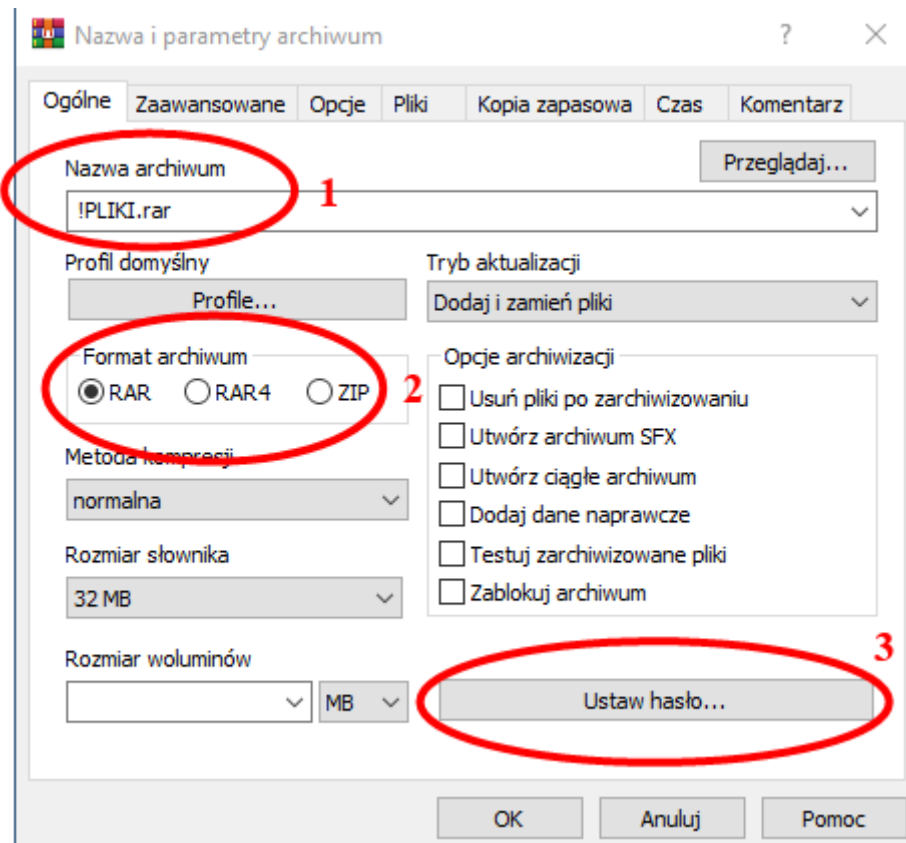 Nazwa i parametry archiwum ?
Ogólne Zaawansowane Opcje Pliki Kopia zapasowa Czas Komentarz
Nazwa archiwum
Przeglądaj...
1
!PLIKI.rar
Profil domyślny
Profile...
Tryb aktualizacji
Dodaj i zamień pliki
Format archiwum
RAR RAR4 ZIP
2
Metoda kompresji
normalna
Rozmiar słownika
32 MB
Opcje archiwizacji
Usuń pliki po zarchiwizowaniu
Utwórz archiwum SFX
Utwórz ciągłe archiwum
Dodaj dane naprawcze
Testuj zarchiwizowane pliki
Zablokuj archiwum
Rozmiar woluminów
MB
3
Ustaw hasło...
OK Anuluj Pomoc